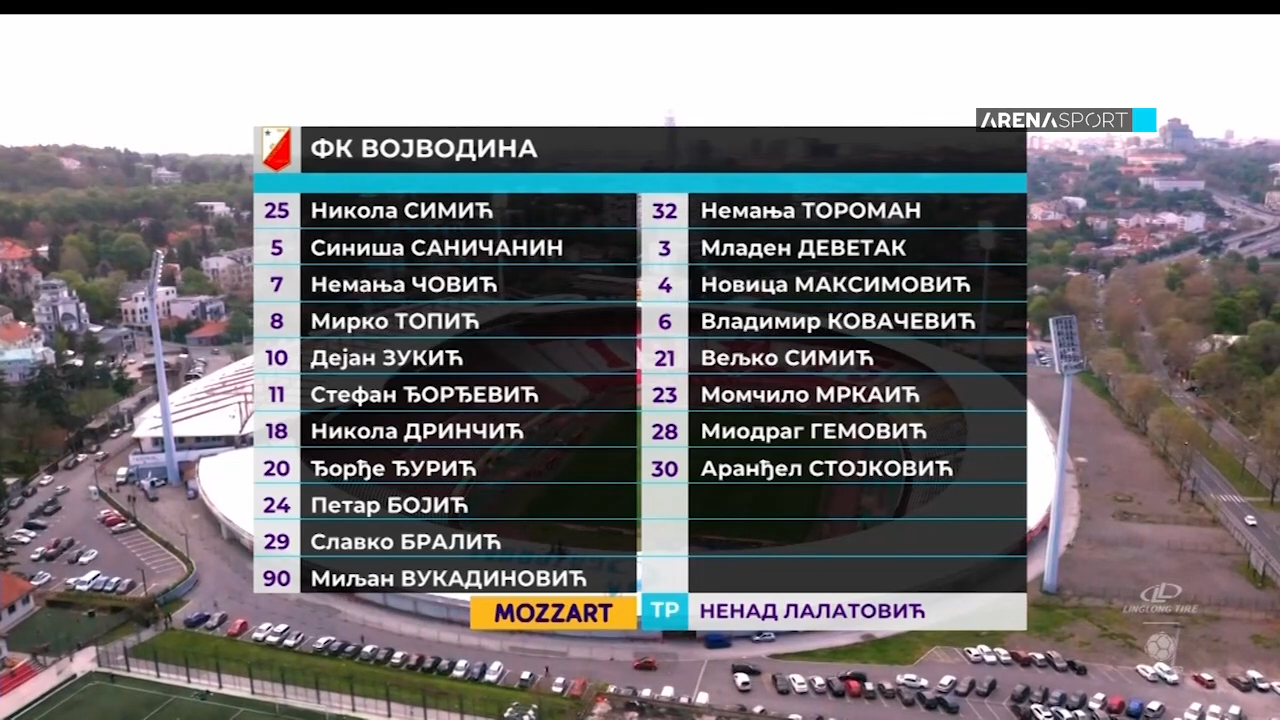 ARENASPORT
ФК ВОЈВОДИНА
25 Никола СИМИЋ
5 Синиша САНИЧАНИН
7 Немања ЧОВИЋ
8 Мирко ТОПИЋ
10 Дејан ЗУКИЋ
11 Стефан ЂОРЂЕВИЋ
18 Никола ДРИНЧИЋ
20 Ђорђе ЂУРИЋ
24 Петар БОЈИЋ
29 Славко БРАЛИЋ
90 Миљан ВУКАДИНОВИЋ
32 Немања ТОРОМАН
3 Младен ДЕВЕТАК
4 Новица МАКСИМОВИЋ
6 Владимир КОВАЧЕВИЋ
21 Вељко СИМИЋ
23 Момчило МРКАИЋ
28 Миодраг ГЕМОВИЋ
30 Аранђел СТОЈКОВИЋ
MOZZART
ТР НЕНАД ЛАЛАТОВИЋ
LINGLONG TIRE